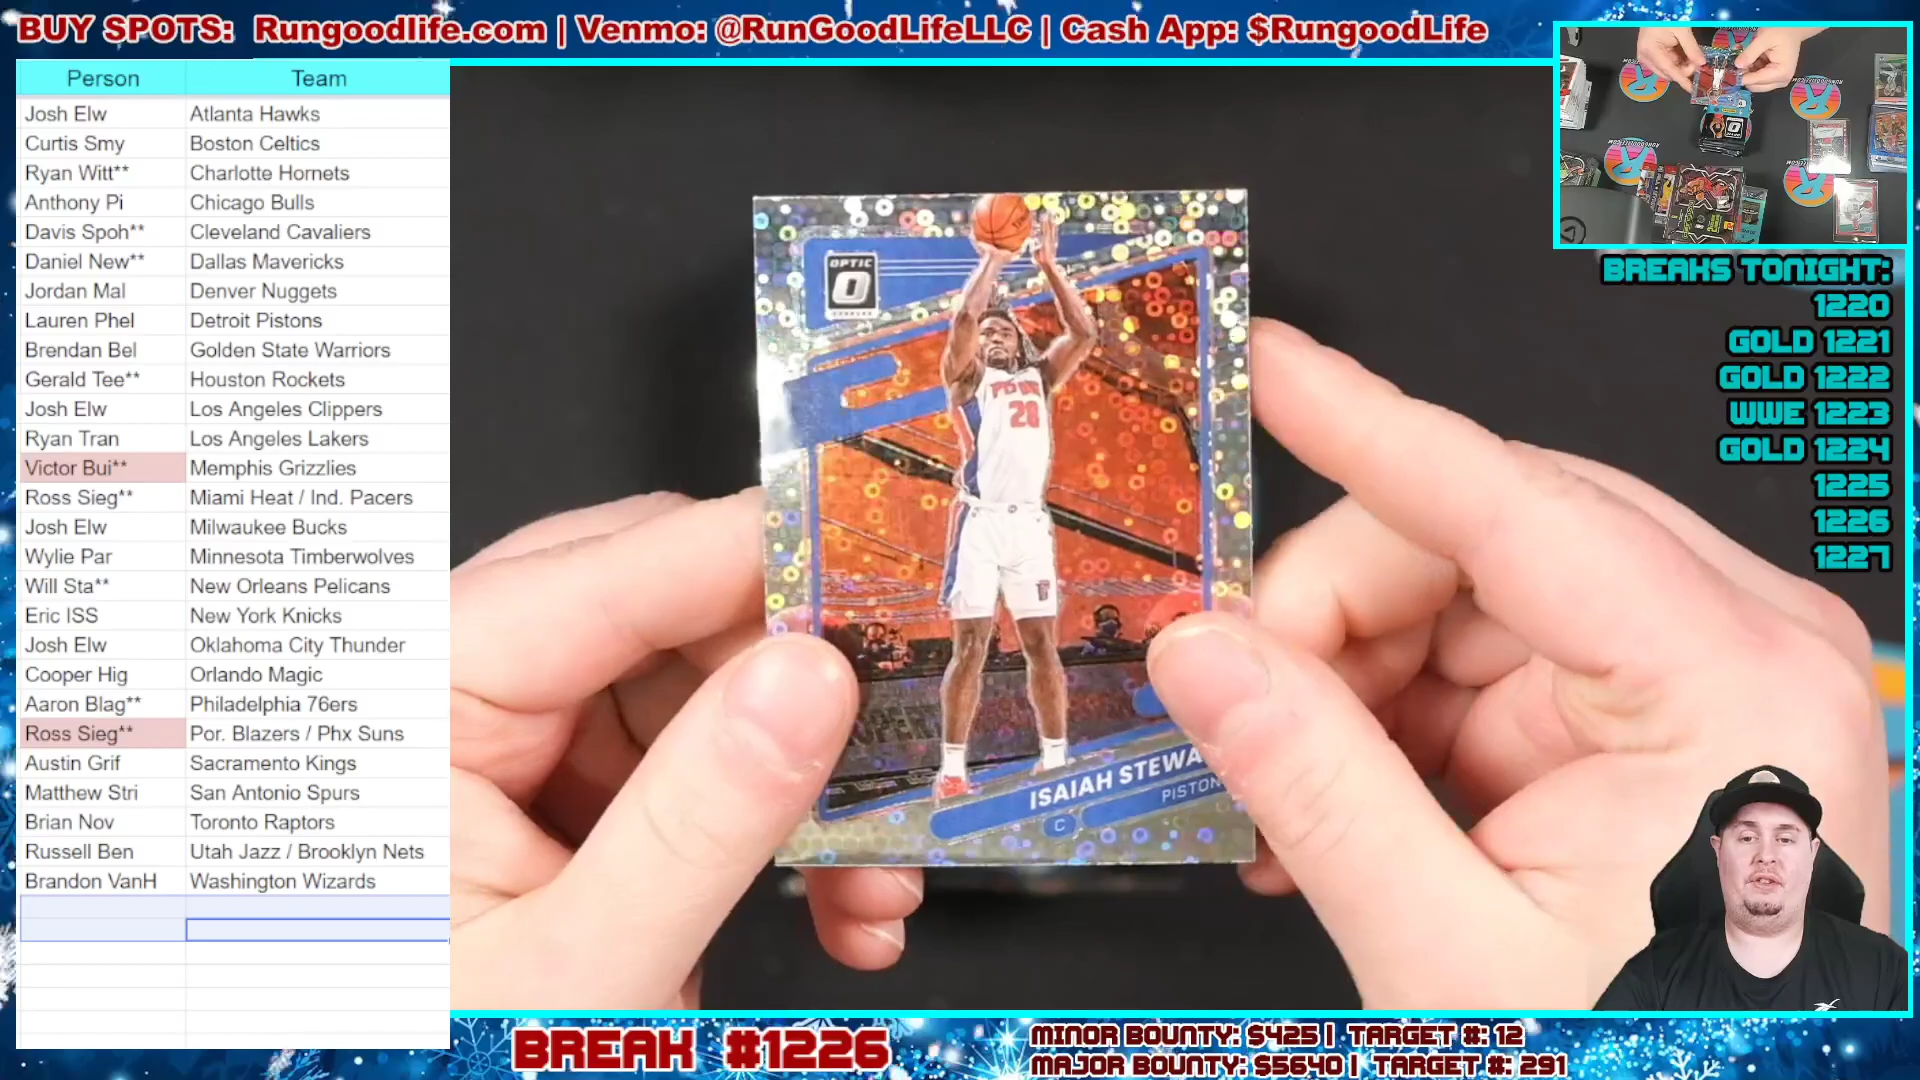 BUY SPOTS: Rungoodlife.com | Venmo: @RunGoodLifeLLC | Cash App: $RungoodLife
Person Team
Josh Elw Atlanta Hawks
Curtis Smy Boston Celtics
Ryan Witt** Charlotte Hornets
Anthony Pi Chicago Bulls
Davis Spoh** Cleveland Cavaliers
Daniel New** Dallas Mavericks
Jordan Mal Denver Nuggets
Lauren Phel Detroit Pistons
Brendan Bel Golden State Warriors
Gerald Tee** Houston Rockets
Josh Elw Los Angeles Clippers
Ryan Tran Los Angeles Lakers
Victor Bui** Memphis Grizzlies
Ross Sieg** Miami Heat / Ind. Pacers
Josh Elw Milwaukee Bucks
Wylie Par Minnesota Timberwolves
Will Sta** New Orleans Pelicans
Eric ISS New York Knicks
Josh Elw Oklahoma City Thunder
Cooper Hig Orlando Magic
Aaron Blag** Philadelphia 76ers
Ross Sieg** Por. Blazers / Phx Suns
Austin Grif Sacramento Kings
Matthew Stri San Antonio Spurs
Brian Nov Toronto Raptors
Russell Ben Utah Jazz / Brooklyn Nets
Brandon VanH Washington Wizards
OPTIC
O
28
ISAIAH STEWA
PISTON
C
BREAKS TONIGHT:
1220
GOLD 1221
GOLD 1222
WWE 1223
GOLD 1224
1225
1226
1227
BREAK #1226
MINOR BOUNTY: $425 | TARGET #: 12
MAJOR BOUNTY: $5640 | TARGET #: 291